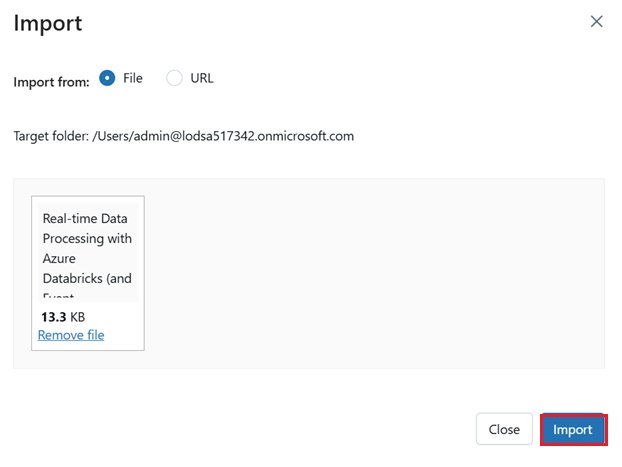 Import
Import from: File URL
Target folder: /Users/admin@lodsa517342.onmicrosoft.com
Real-time Data
Processing with
Azure
Databricks (and
Event
13.3 KB
Remove file
Close Import